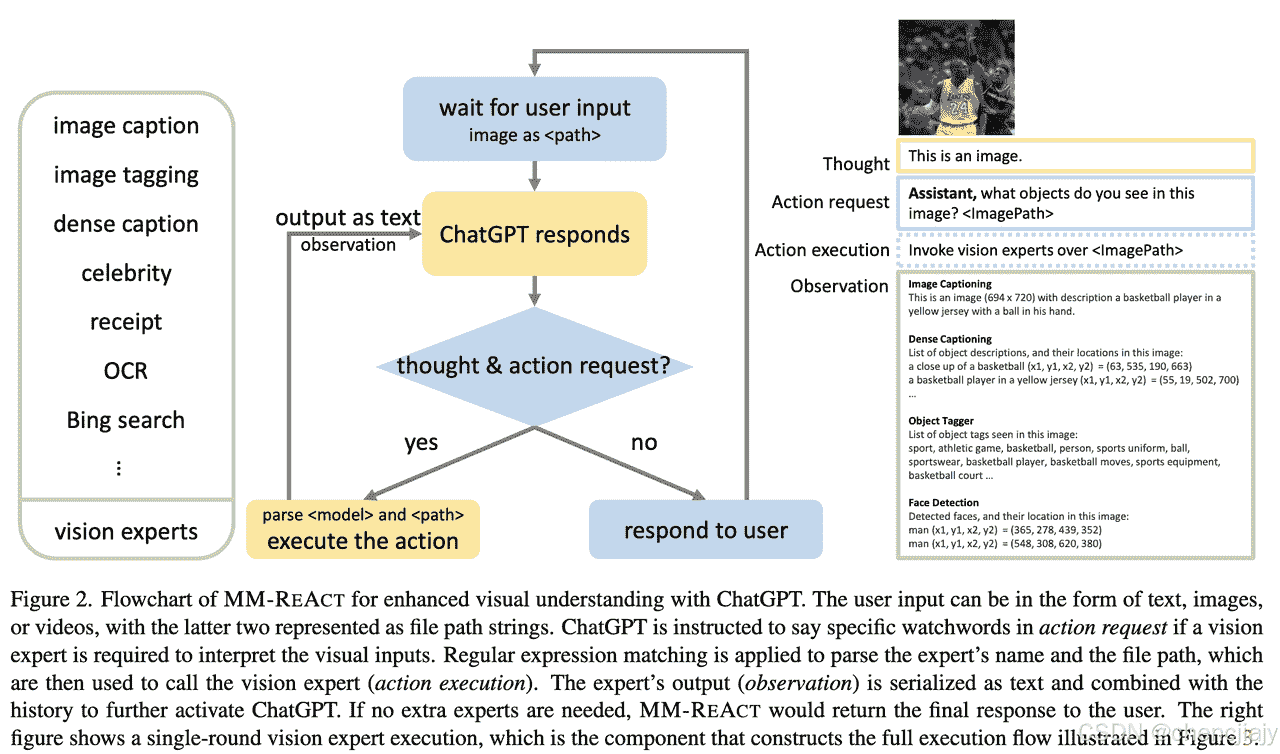 image caption
image tagging
dense caption
celebrity
receipt
OCR
Bing search
⋮
vision experts
wait for user input
image as <path>
output as text
observation
ChatGPT responds
thought & action request?
yes
no
parse <model> and <path>
execute the action
respond to user
24
Thought
This is an image.
Action request
Assistant, what objects do you see in this
image? <ImagePath>
Action execution
Invoke vision experts over <ImagePath>
Observation
Image Captioning
This is an image (694 x 720) with description a basketball player in a
yellow jersey with a ball in his hand.
Dense Captioning
List of object descriptions, and their locations in this image:
a close up of a basketball (x1, y1, x2, y2) = (63, 535, 190, 663)
a basketball player in a yellow jersey (x1, y1, x2, y2) = (55, 19, 502, 700)
...
Object Tagger
List of object tags seen in this image:
sport, athletic game, basketball, person, sports uniform, ball,
sportswear, basketball player, basketball moves, sports equipment,
basketball court ...
Face Detection
Detected faces, and their location in this image:
man (x1, y1, x2, y2) = (365, 278, 439, 352)
man (x1, y1, x2, y2) = (548, 308, 620, 380)
Figure 2. Flowchart of MM-REACT for enhanced visual understanding with ChatGPT. The user input can be in the form of text, images,
or videos, with the latter two represented as file path strings. ChatGPT is instructed to say specific watchwords in action request if a vision
expert is required to interpret the visual inputs. Regular expression matching is applied to parse the expert's name and the file path, which
are then used to call the vision expert (action execution). The expert's output (observation) is serialized as text and combined with the
history to further activate ChatGPT. If no extra experts are needed, MM-REACT would return the final response to the user. The right
figure shows a single-round vision expert execution, which is the component that constructs the full execution flow illustrated in Figure 3.